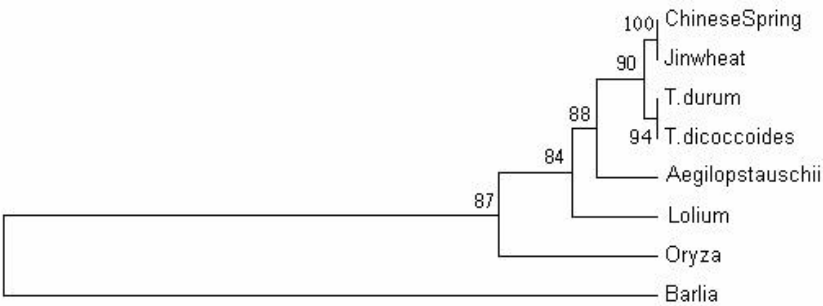 100 ChineseSpring
90 Jinwheat
T.durum
88
94 T.dicoccoides
84
Aegilopstauschii
87
Lolium
Oryza
Barlia